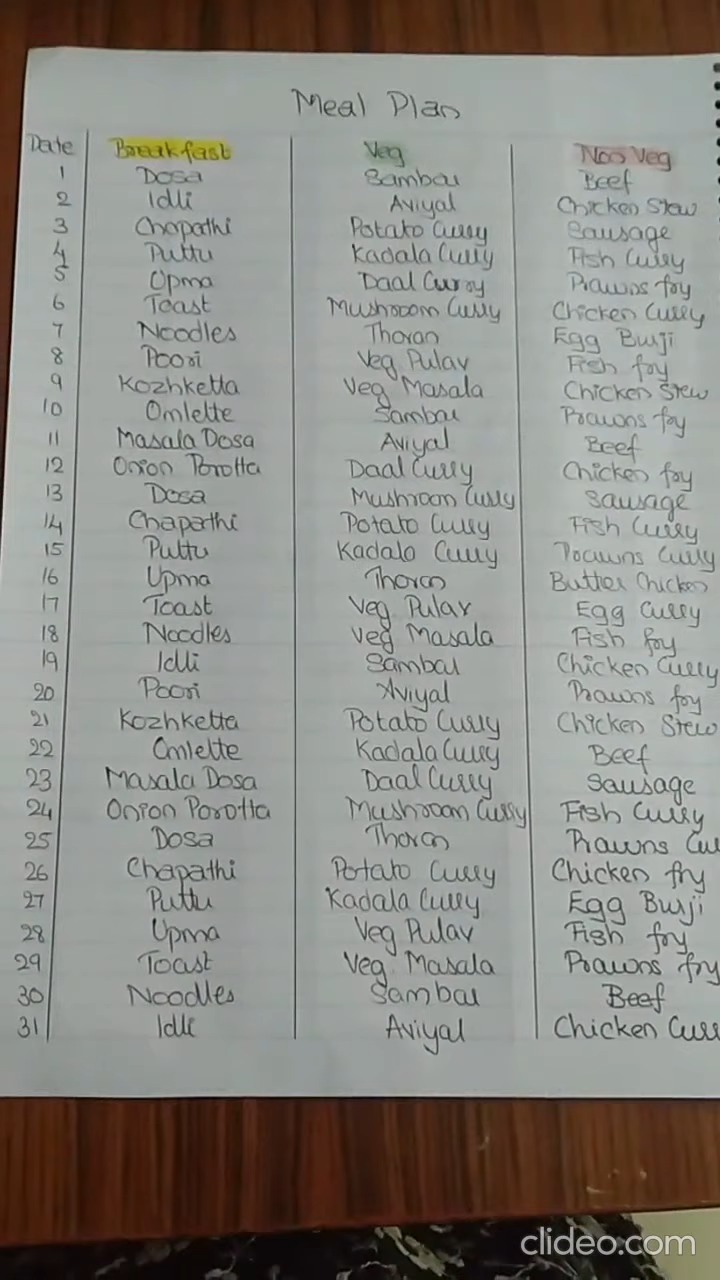 Meal Plan
Date Breakfast Veg Non Veg
1 Dosa Sambar Beef
2 Idli Aviyal Chicken Stew
3 Chapathi Potato Curry Sausage
4 Puttu Kadala Curry Fish Curry
5 Upma Daal Curry Prawns fry
6 Toast Mushroom Curry Chicken Curry
7 Noodles Thoran Egg Burji
8 Poori Veg Pulav Fish fry
9 Kozhketta Veg Masala Chicken Stew
10 Omlette Sambar Prawns fry
11 Masala Dosa Aviyal Beef
12 Onion Porotta Daal Curry Chicken fry
13 Dosa Mushroom Curry Sausage
14 Chapathi Potato Curry Fish Curry
15 Puttu Kadala Curry Prawns Curry
16 Upma Thoran Butter Chicken
17 Toast Veg Pulav Egg Curry
18 Noodles Veg Masala Fish fry
19 Idli Sambar Chicken Curry
20 Poori Aviyal Prawns fry
21 Kozhketta Potato Curry Chicken Stew
22 Omlette Kadala Curry Beef
23 Masala Dosa Daal Curry Sausage
24 Onion Porotta Mushroom Curry Fish Curry
25 Dosa Thoran Prawns Cu
26 Chapathi Potato Curry Chicken fry
27 Puttu Kadala Curry Egg Burji
28 Upma Veg Pulav Fish fry
29 Toast Veg. Masala Prawns fry
30 Noodles Sambar Beef
31 Idli Aviyal Chicken Curr
clideo.com